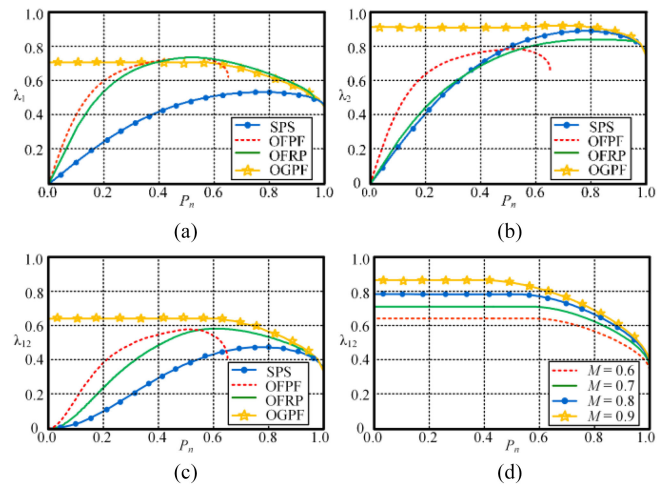 1.0
0.8
λ1
0.6
0.4
0.2
0.0 0.2 0.4 0.6 0.8 1.0
Pn
SPS
OFPF
OFRP
OGPF
(a)
1.0
0.8
λ2
0.6
0.4
0.2
0.0 0.2 0.4 0.6 0.8 1.0
Pn
SPS
OFPF
OFRP
OGPF
(b)
1.0
0.8
0.6
λ12
0.4
0.2
0
0.0 0.2 0.4 0.6 0.8 1.0
Pn
SPS
OFPF
OFRP
OGPF
(c)
1.0
0.8
0.6
λ12
0.4
0.2
0
0.0 0.2 0.4 0.6 0.8 1.0
Pn
M = 0.6
M = 0.7
M = 0.8
M = 0.9
(d)